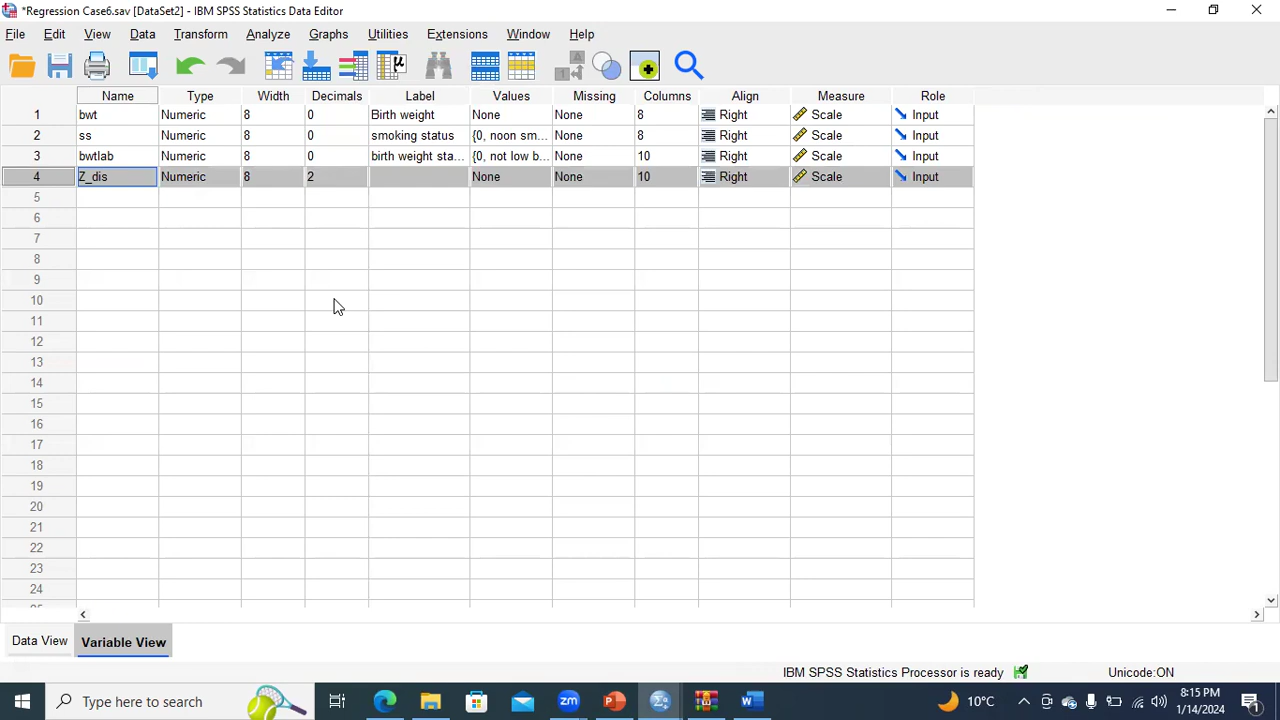 *Regression Case6.sav [DataSet2] - IBM SPSS Statistics Data Editor
File Edit View Data Transform Analyze Graphs Utilities Extensions Window Help
Name Type Width Decimals Label Values Missing Columns Align Measure Role
1 bwt Numeric 8 0 Birth weight None None 8 Right Scale Input
2 ss Numeric 8 0 smoking status {0, noon sm... None 8 Right Scale Input
3 bwtlab Numeric 8 0 birth weight sta... {0, not low b... None 10 Right Scale Input
4 Z_dis Numeric 8 2 None None 10 Right Scale Input
5
6
7
8
9
10
11
12
13
14
15
16
17
18
19
20
21
22
23
24
Data View Variable View
IBM SPSS Statistics Processor is ready Unicode:ON
Type here to search 10°C 8:15 PM
1/14/2024